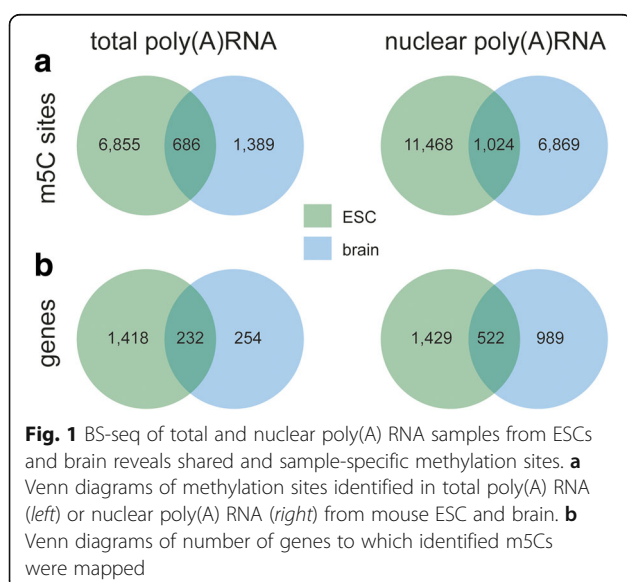 total poly(A)RNA
nuclear poly(A)RNA
a
m5C sites
6,855
686
1,389
11,468
1,024
6,869
ESC
brain
b
genes
1,418
232
254
1,429
522
989
Fig. 1 BS-seq of total and nuclear poly(A) RNA samples from ESCs
and brain reveals shared and sample-specific methylation sites. a
Venn diagrams of methylation sites identified in total poly(A) RNA
(left) or nuclear poly(A) RNA (right) from mouse ESC and brain. b
Venn diagrams of number of genes to which identified m5Cs
were mapped